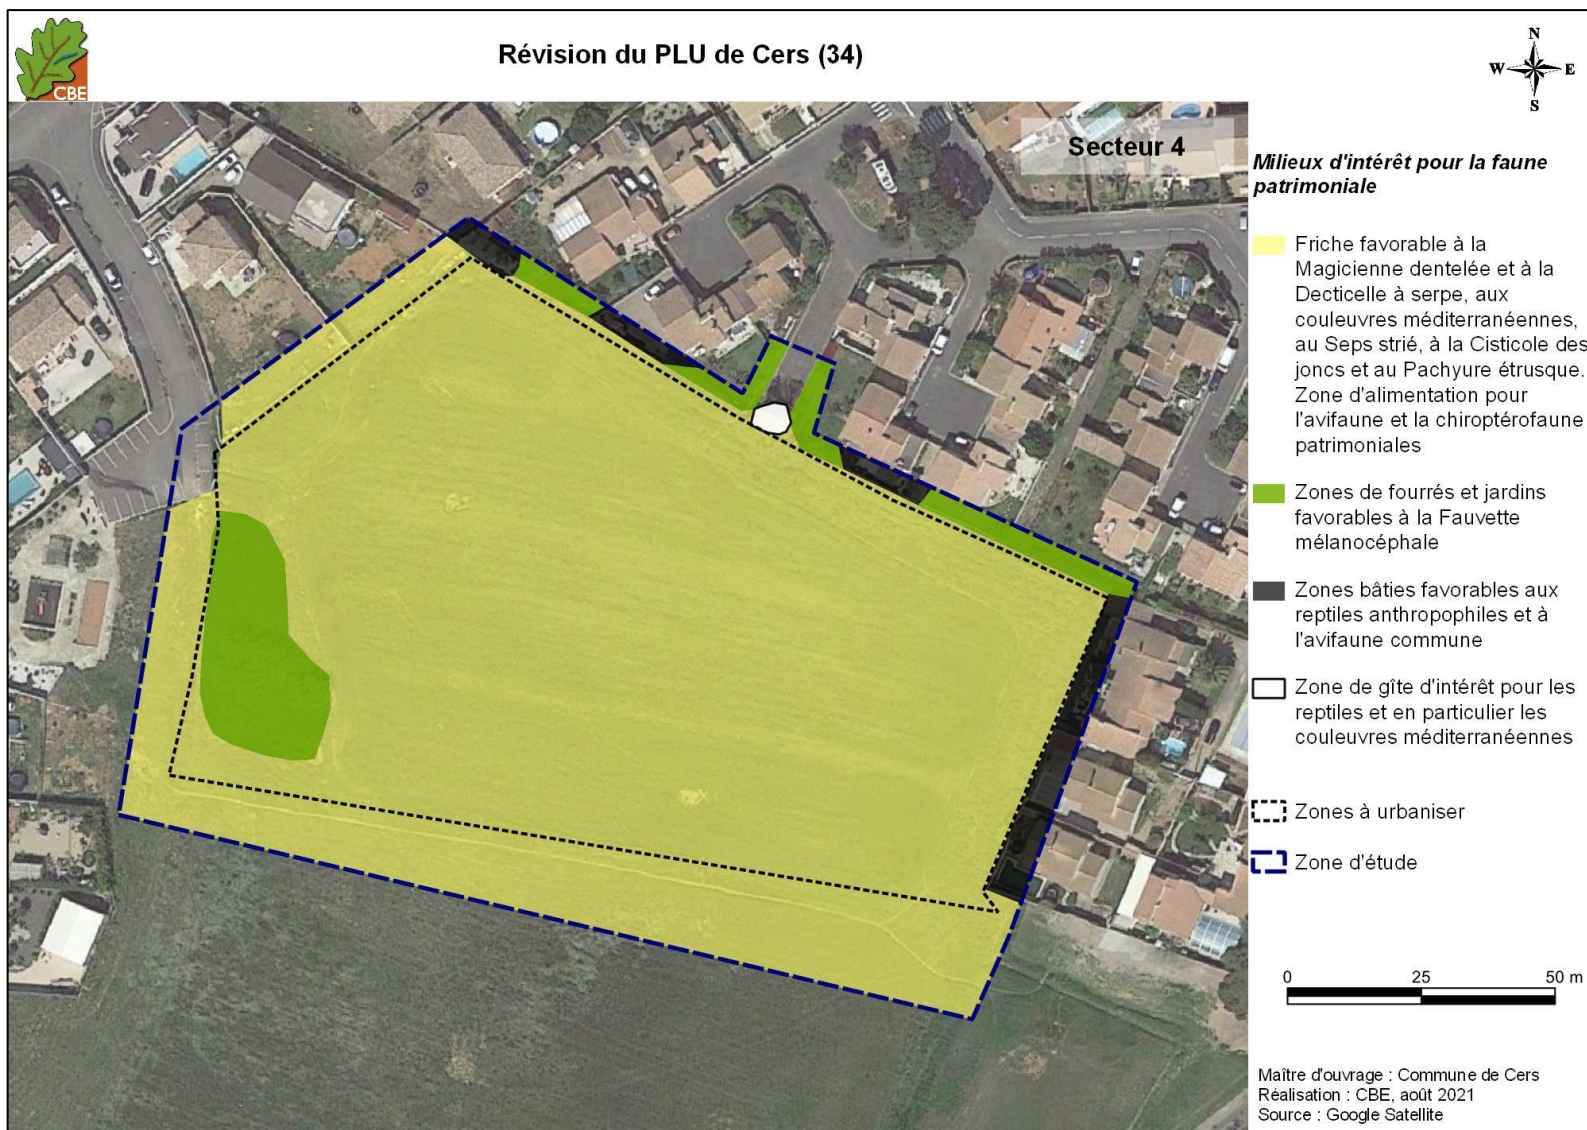 CBE
Révision du PLU de Cers (34)
N
W E
S
Secteur 4
Milieux d'intérêt pour la faune
patrimoniale
Friche favorable à la
Magicienne dentelée et à la
Decticelle à serpe, aux
couleuvres méditerranéennes,
au Seps strié, à la Cisticole des
joncs et au Pachyure étrusque.
Zone d'alimentation pour
l'avifaune et la chiroptérofaune
patrimoniales
Zones de fourrés et jardins
favorables à la Fauvette
mélanocéphale
Zones bâties favorables aux
reptiles anthropophiles et à
l'avifaune commune
Zone de gîte d'intérêt pour les
reptiles et en particulier les
couleuvres méditerranéennes
Zones à urbaniser
Zone d'étude
0 25 50 m
Maître d'ouvrage : Commune de Cers
Réalisation : CBE, août 2021
Source : Google Satellite